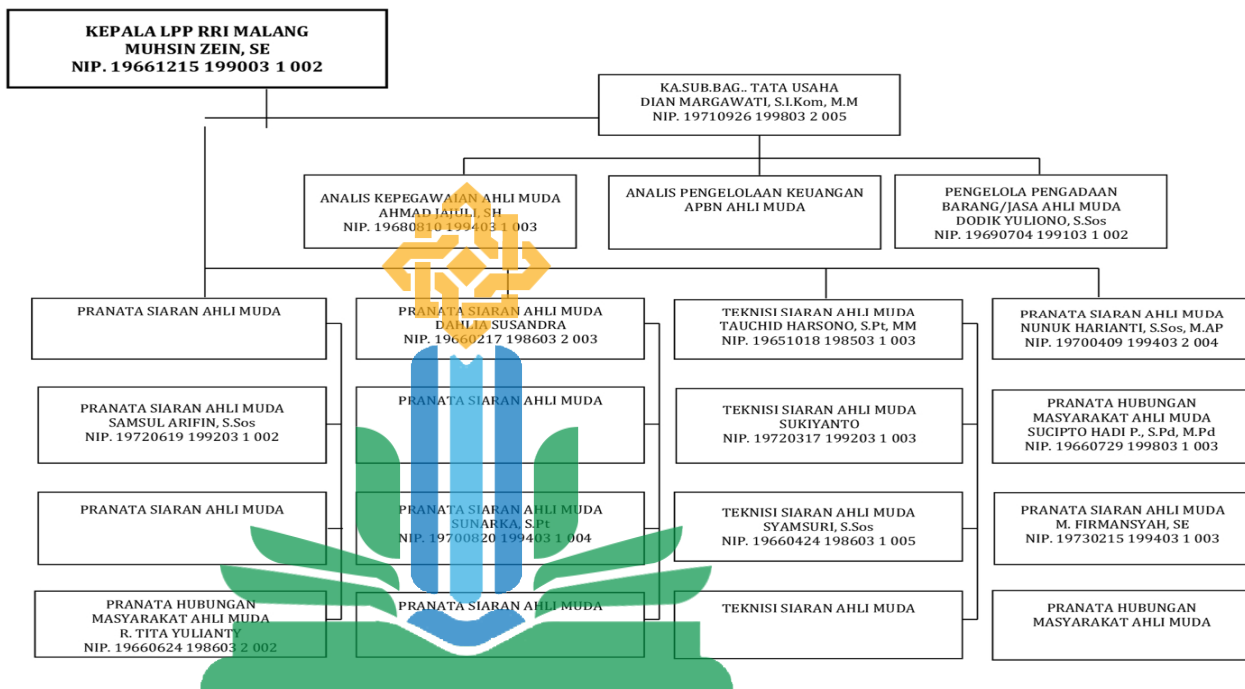 KEPALA LPP RRI MALANG
MUHSIN ZEIN, SE
NIP. 19661215 199003 1 002
KA.SUB.BAG.. TATA USAHA
DIAN MARGAWATI, S.I.Kom, M.M
NIP. 19710926 199803 2 005
ANALIS KEPEGAWAIAN AHLI MUDA
AHMAD JAJULI, SH
NIP. 19680810 199403 1 003
ANALIS PENGELOLAAN KEUANGAN
APBN AHLI MUDA
PENGELOLA PENGADAAN
BARANG/JASA AHLI MUDA
DODIK YULIONO, S.Sos
NIP. 19690704 199103 1 002
PRANATA SIARAN AHLI MUDA
PRANATA SIARAN AHLI MUDA
DAHLIA SUSANDRA
NIP. 19660217 198603 2 003
TEKNISI SIARAN AHLI MUDA
TAUCHID HARSONO, S.Pt, MM
NIP. 19651018 198503 1 003
PRANATA SIARAN AHLI MUDA
NUNUK HARIANTI, S.Sos, M.AP
NIP. 19700409 199403 2 004
PRANATA SIARAN AHLI MUDA
SAMSUL ARIFIN, S.Sos
NIP. 19720619 199203 1 002
PRANATA SIARAN AHLI MUDA
TEKNISI SIARAN AHLI MUDA
SUKIYANTO
NIP. 19720317 199203 1 003
PRANATA HUBUNGAN
MASYARAKAT AHLI MUDA
SUCIPTO HADI P., S.Pd, M.Pd
NIP. 19660729 199803 1 003
PRANATA SIARAN AHLI MUDA
PRANATA SIARAN AHLI MUDA
SUNARKA, S.Pt
NIP. 19700820 199403 1 004
TEKNISI SIARAN AHLI MUDA
SYAMSURI, S.Sos
NIP. 19660424 198603 1 005
PRANATA SIARAN AHLI MUDA
M. FIRMANSYAH, SE
NIP. 19730215 199403 1 003
PRANATA HUBUNGAN
MASYARAKAT AHLI MUDA
R. TITA YULIANTY
NIP. 19660624 198603 2 002
PRANATA SIARAN AHLI MUDA
TEKNISI SIARAN AHLI MUDA
PRANATA HUBUNGAN
MASYARAKAT AHLI MUDA